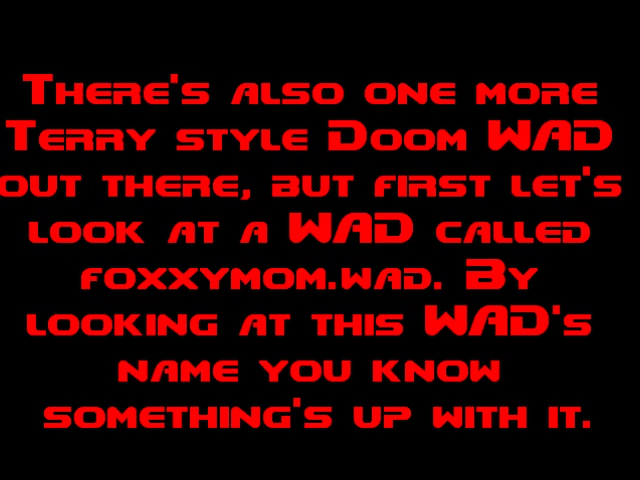 There's also one more
Terry style Doom WAD
out there, but first let's
look at a WAD called
foxxymom.wad. By
looking at this WAD's
name you know
something's up with it.